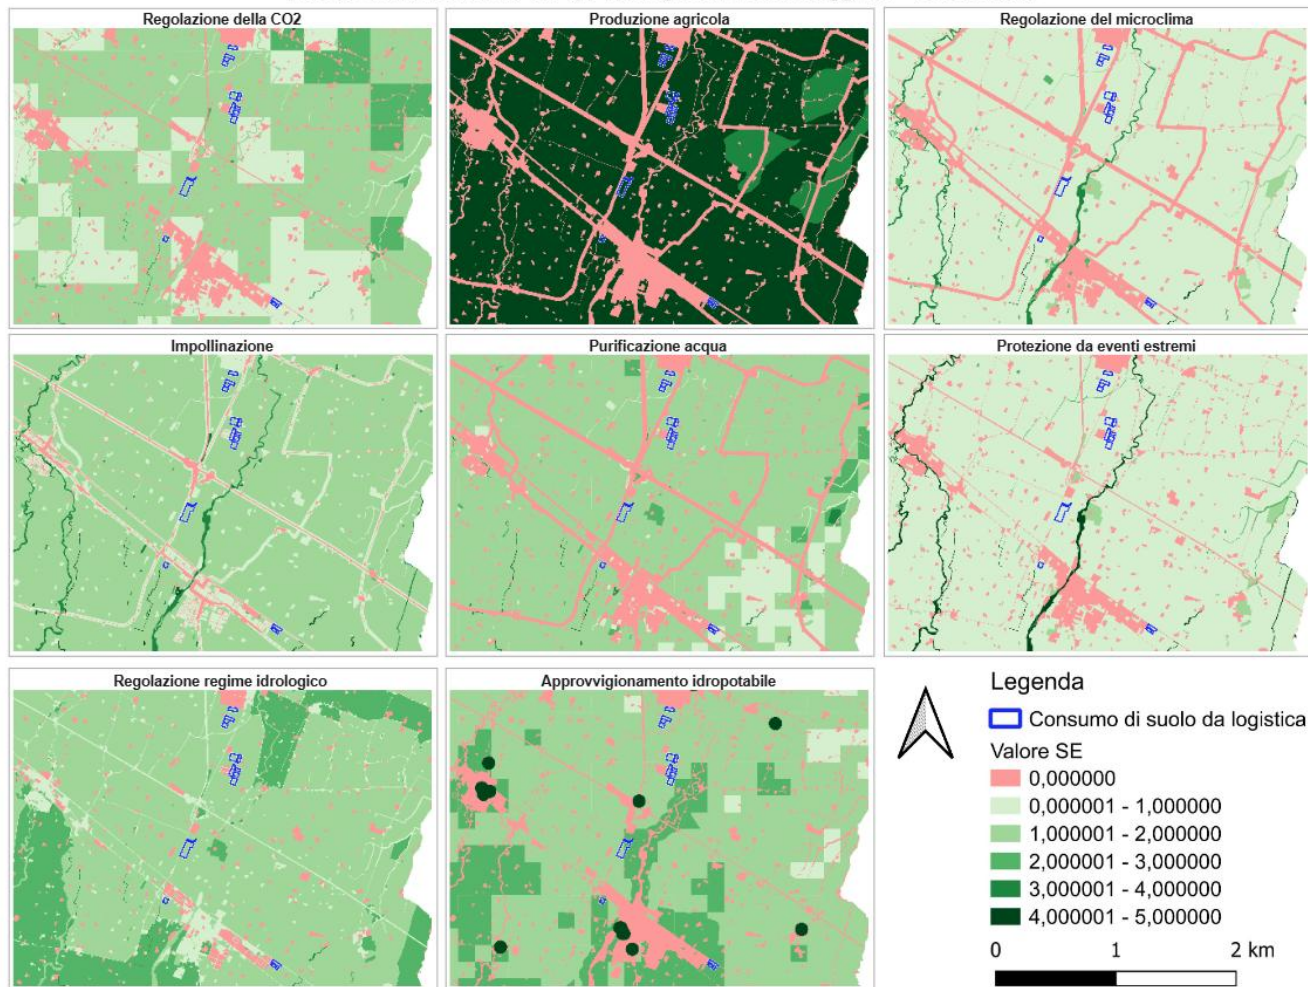 Regolazione della CO2
Produzione agricola
Regolazione del microclima
Impollinazione
Purificazione acqua
Protezione da eventi estremi
Regolazione regime idrologico
Approvvigionamento idropotabile
Legenda
Consumo di suolo da logistica
Valore SE
0,000000
0,000001 - 1,000000
1,000001 - 2,000000
2,000001 - 3,000000
3,000001 - 4,000000
4,000001 - 5,000000
0 1 2 km